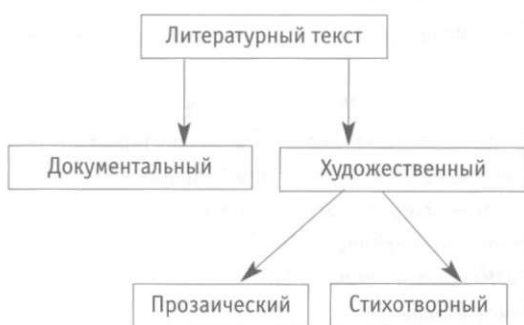 Литературный текст
Документальный
Художественный
Прозаический
Стихотворный